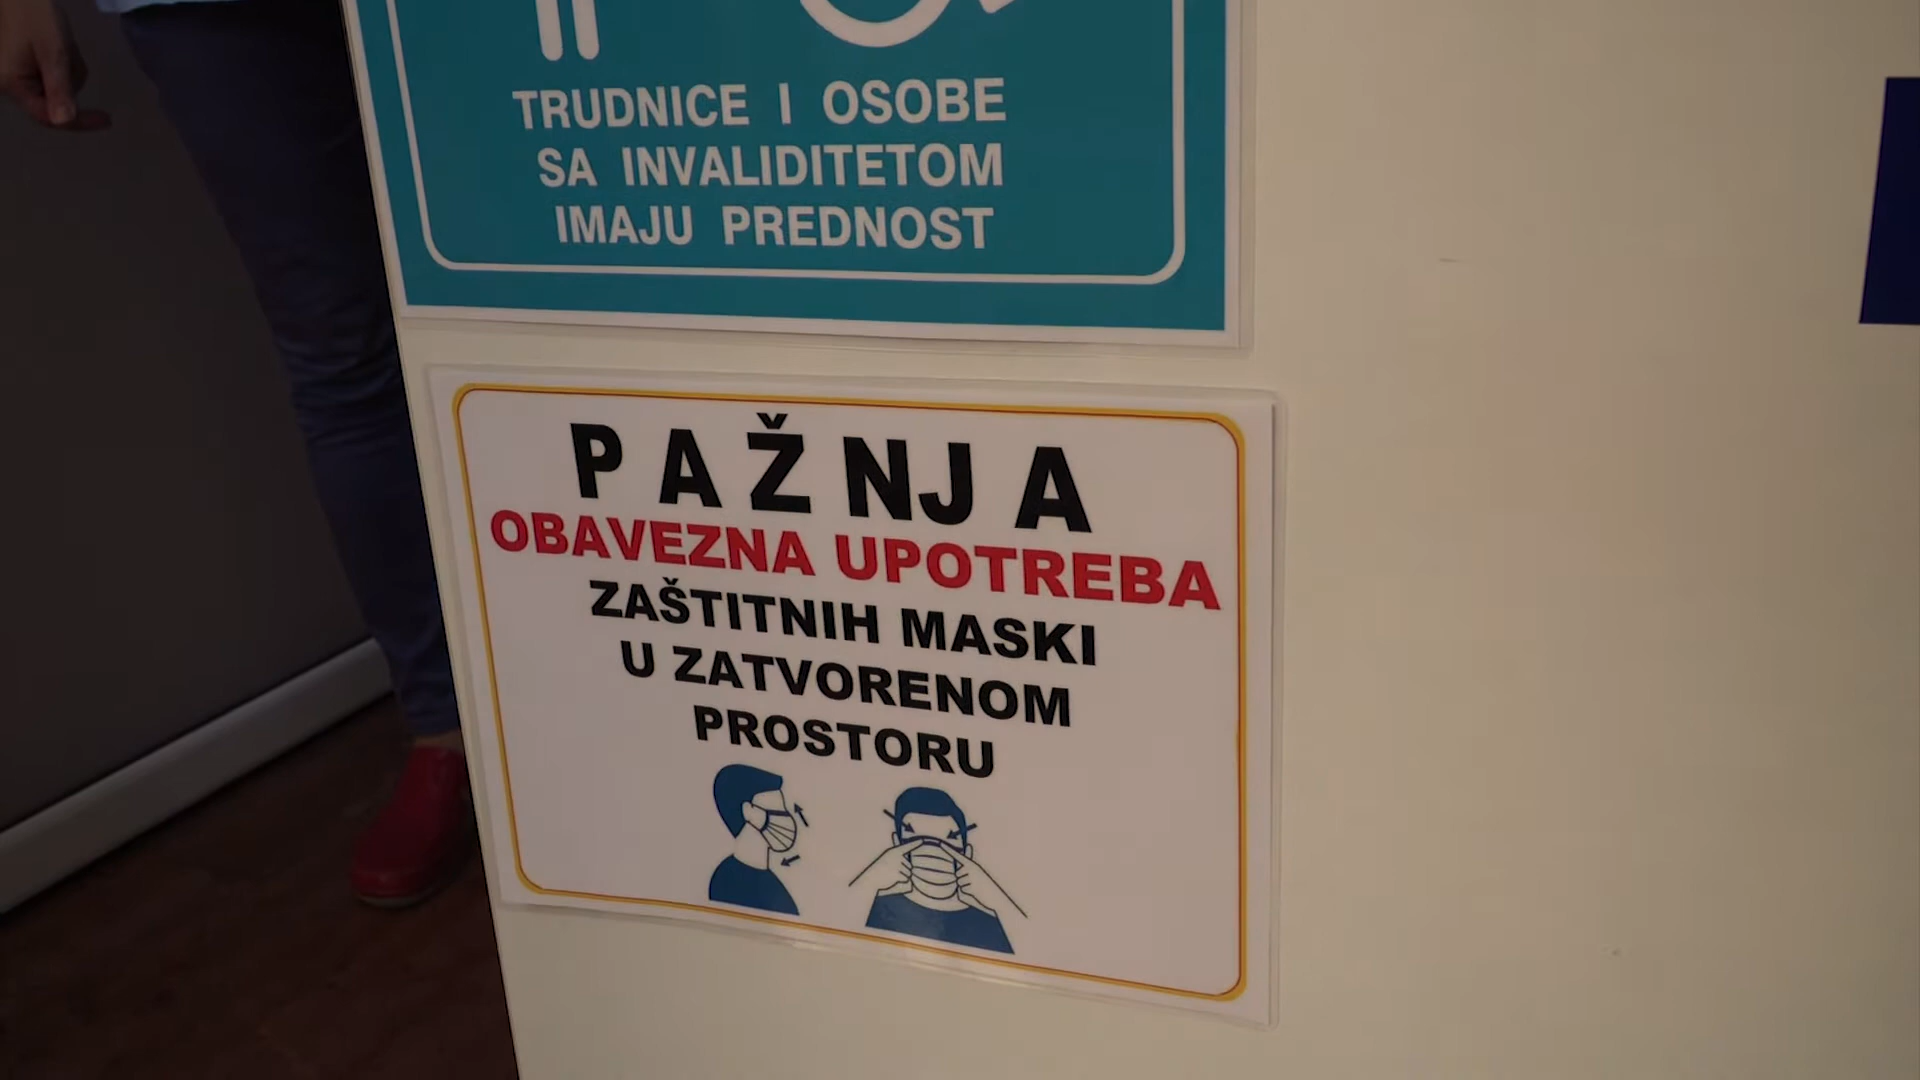 TRUDNICE I OSOBE
SA INVALIDITETOM
IMAJU PREDNOST
PAŽNJA
OBAVEZNA UPOTREBA
ZAŠTITNIH MASKI
U ZATVORENOM
PROSTORU